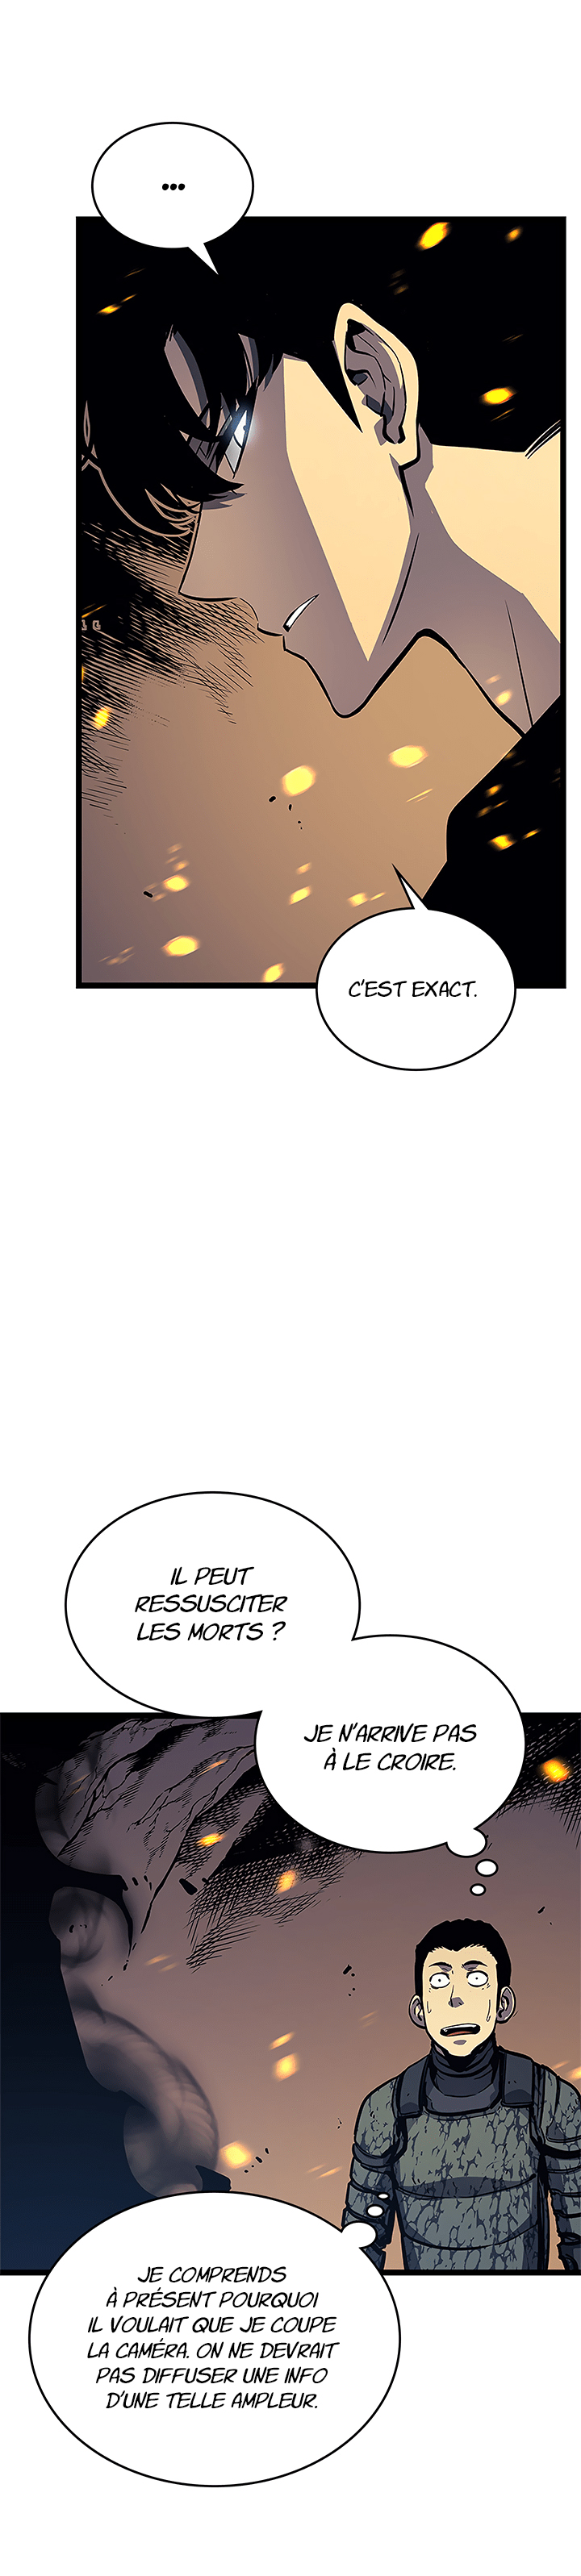 ...
C'EST EXACT.
IL PEUT
RESSUSCITER
LES MORTS ?
JE N'ARRIVE PAS
À LE CROIRE.
JE COMPRENDS
À PRÉSENT POURQUOI
IL VOULAIT QUE JE COUPE
LA CAMÉRA. ON NE DEVRAIT
PAS DIFFUSER UNE INFO
D'UNE TELLE AMPLEUR.